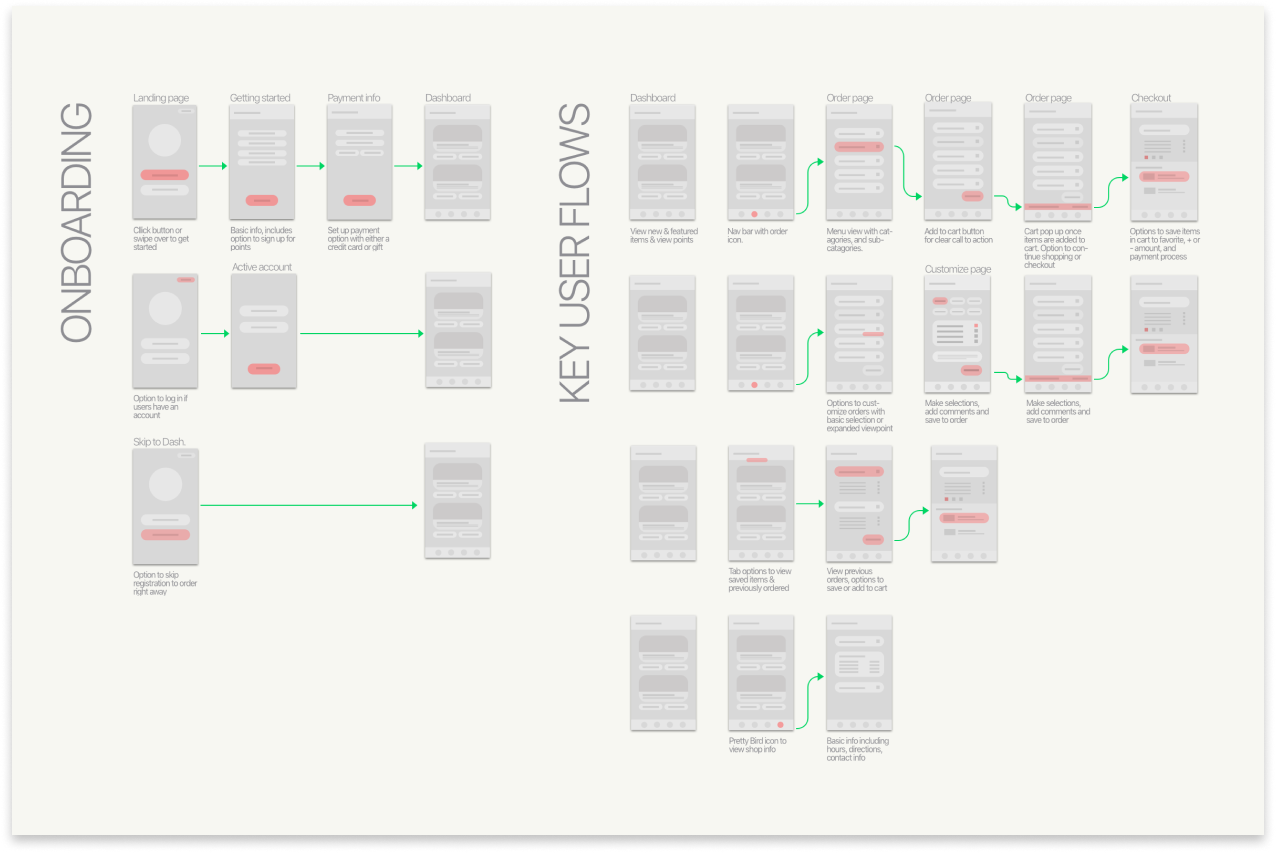 ONBOARDING
Landing page
Getting started
Payment info
Dashboard
Cllick button or
swipe over to get
started
Basic info, includes
option to sign up for
points
Set up payment
option with either a
credit card or gift
Active account
Option to log in if
users have an
account
Skip to Dash.
Option to skip
registration to order
right away
KEY USER FLOWS
Dashboard
Order page
Order page
Order page
Checkout
View new & featured
items & view points
Nav bar with order
icon.
Menu view with cat-
agories, and sub-
catagories.
Add to cart button
for clear call to action
Cart pop up once
items are added to
cart. Option to con-
tinue shopping or
checkout
Options to save items
in cart to favorite, + or
- amount, and
payment process
Customize page
Options to cust-
omize orders with
basic selection or
expanded viewpoint
Make selections,
add comments and
save to order
Make selections,
add comments and
save to order
Tab options to view
saved items &
previously ordered
View previous
orders, options to
save or add to cart
Pretty Bird icon to
view shop info
Basic info including
hours, directions,
contact info